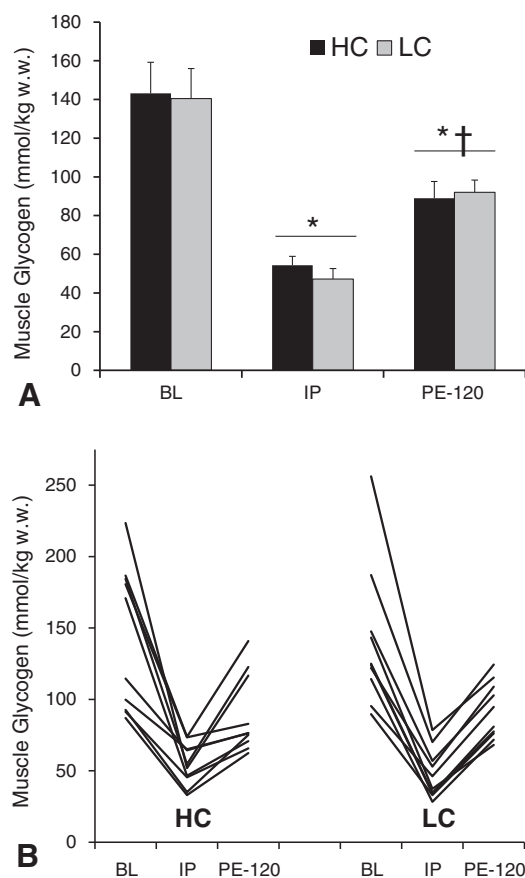 Muscle Glycogen (mmol/kg w.w.)
180
160
140
120
100
80
60
40
20
0
HC LC
*
*†
BL IP PE-120
A
Muscle Glycogen (mmol/kg w.w.)
250
200
150
100
50
0
HC LC
B
BL IP PE-120 BL IP PE-120